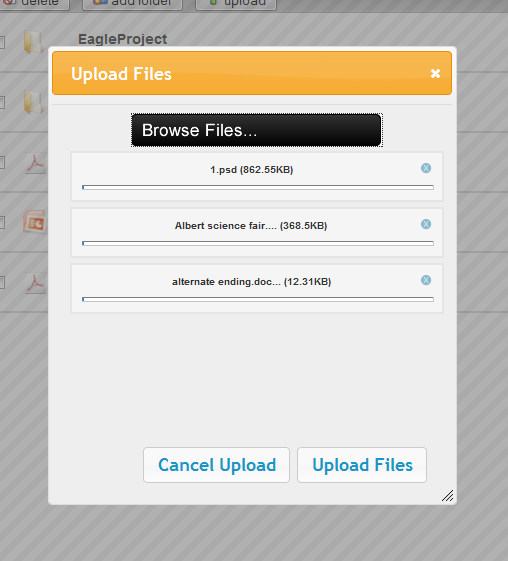 delete
add folder
upload
EagleProject
Upload Files
Browse Files...
1.psd (862.55KB)
Albert science fair.... (368.5KB)
alternate ending.doc... (12.31KB)
Cancel Upload
Upload Files